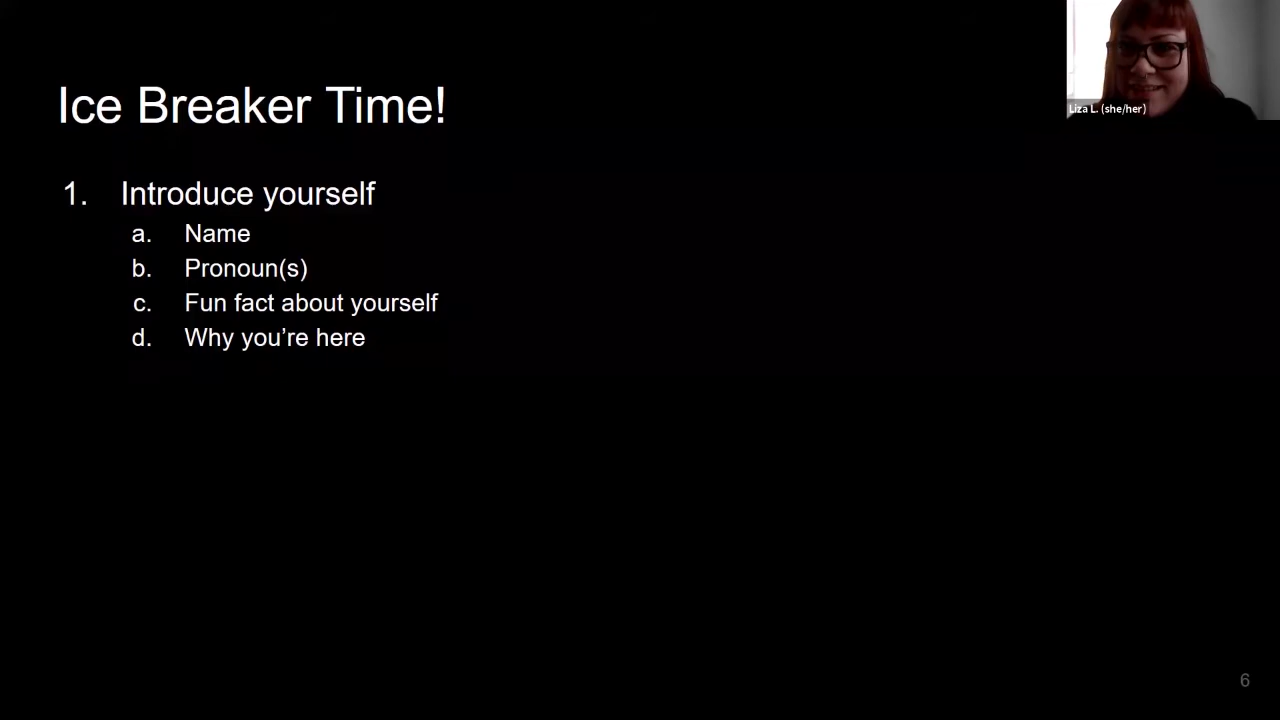 Ice Breaker Time!
Liza L. (she/her)
1. Introduce yourself
a. Name
b. Pronoun(s)
c. Fun fact about yourself
d. Why you’re here
6